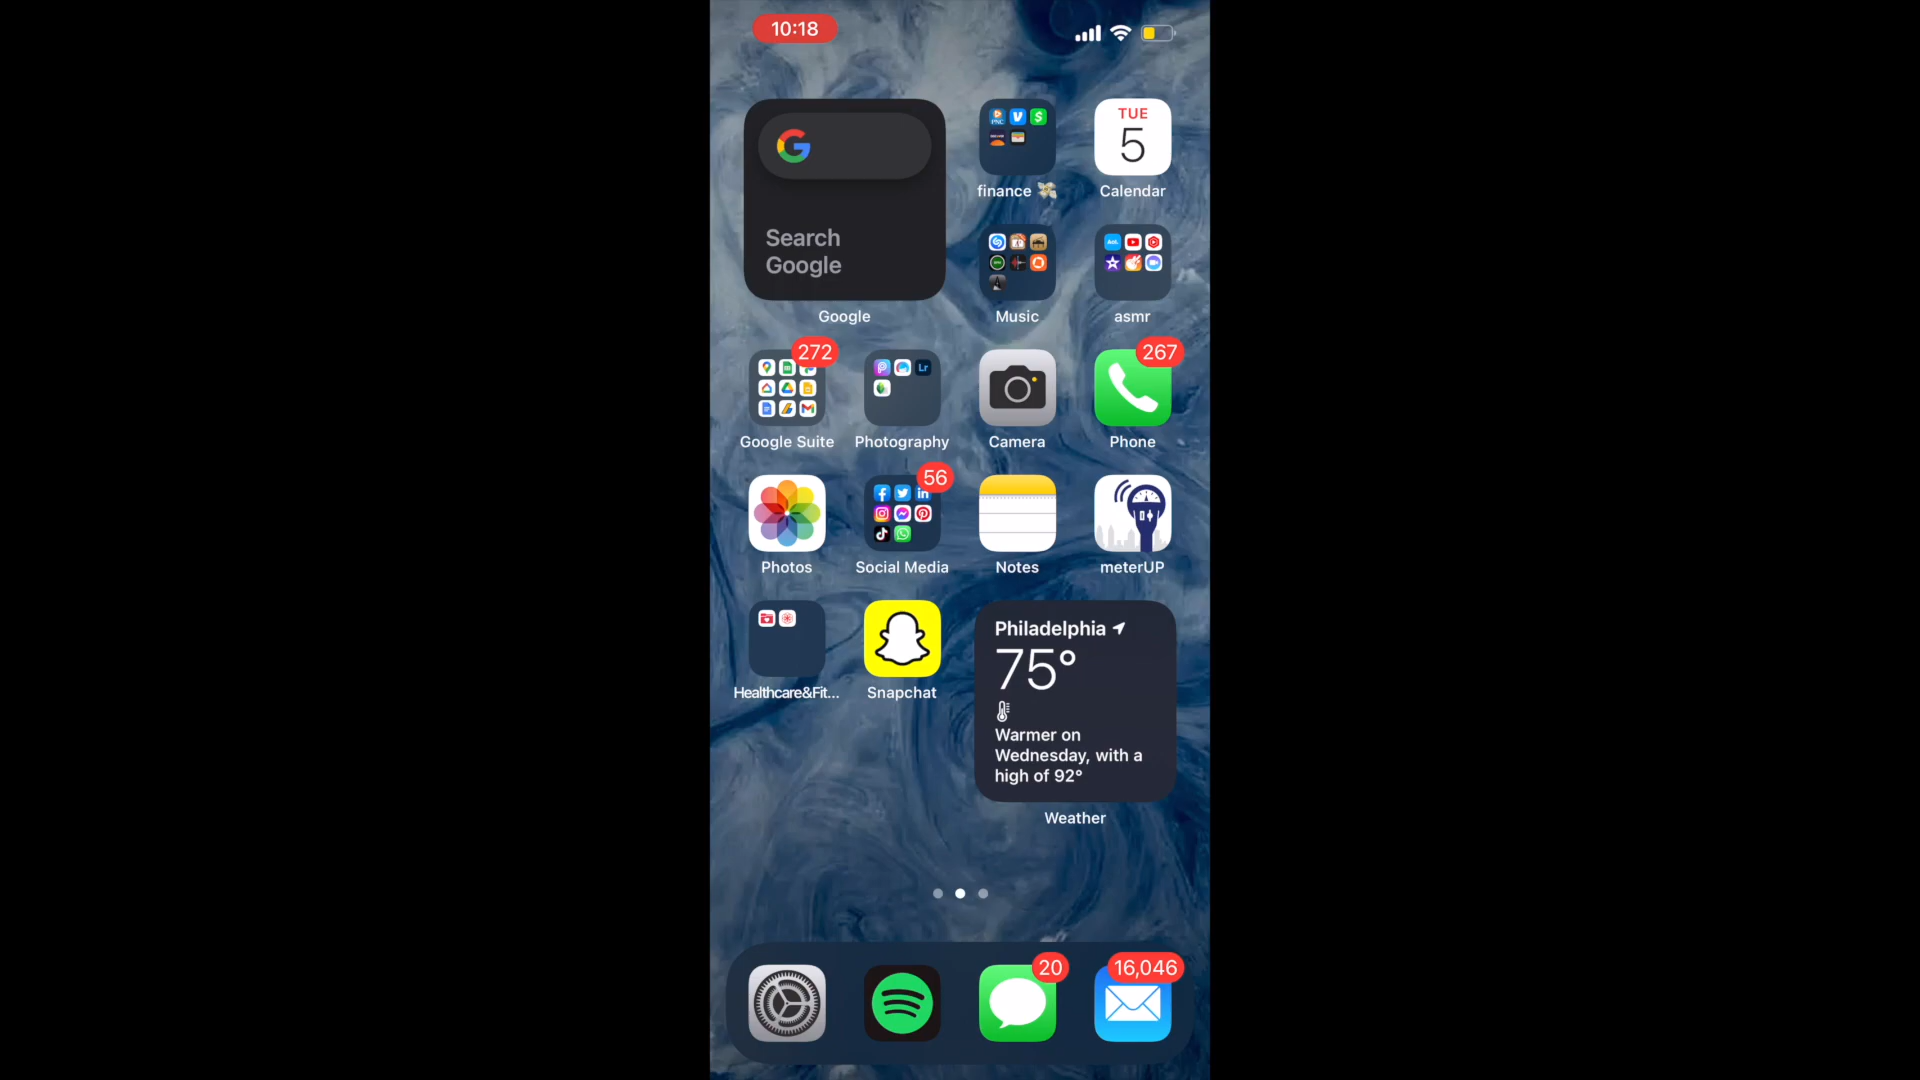 10:18
Search
Google
Google
finance 💸
TUE
5
Calendar
Music
asmr
272
Google Suite
Lr
Photography
Camera
267
Phone
Photos
56
Social Media
Notes
meterUP
Healthcare&Fit...
Snapchat
Philadelphia
75°
Warmer on
Wednesday, with a
high of 92°
Weather
20
16,046